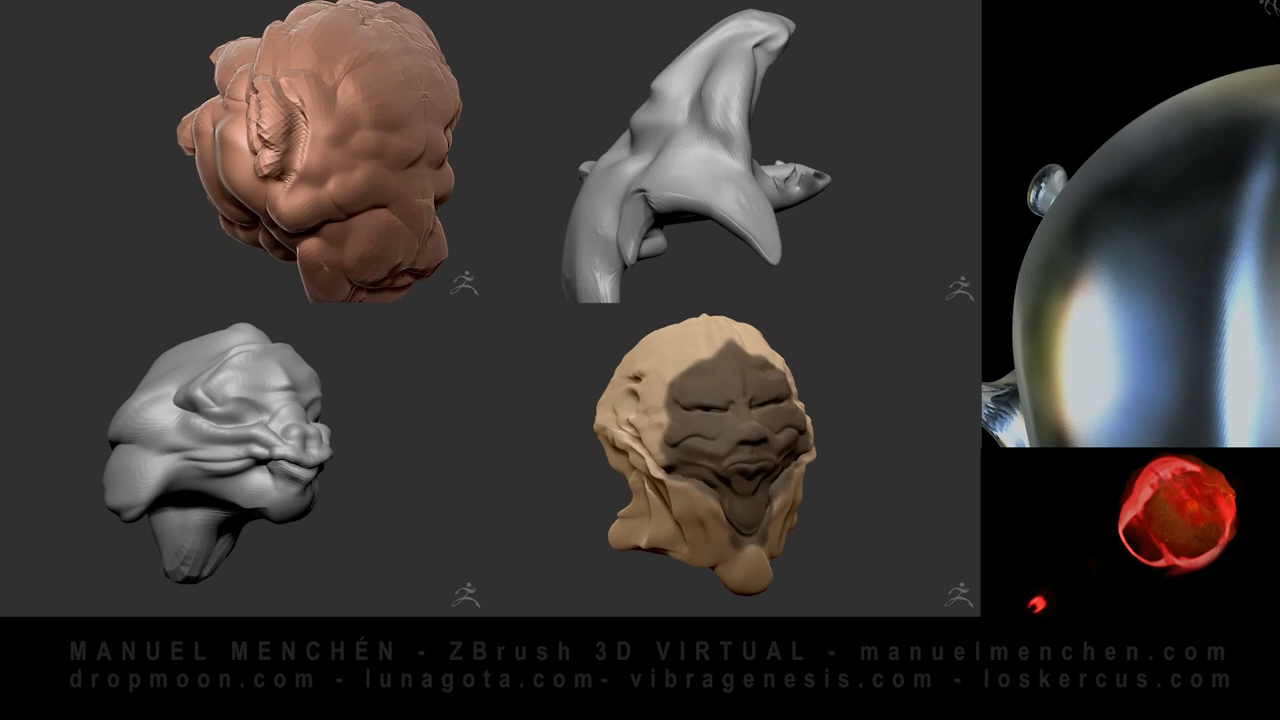 MANUEL MENCHÉN - ZBrush 3D VIRTUAL - manuelmenchen.com
dropmoon.com - lunagota.com- vibragenesis.com - loskercus.com